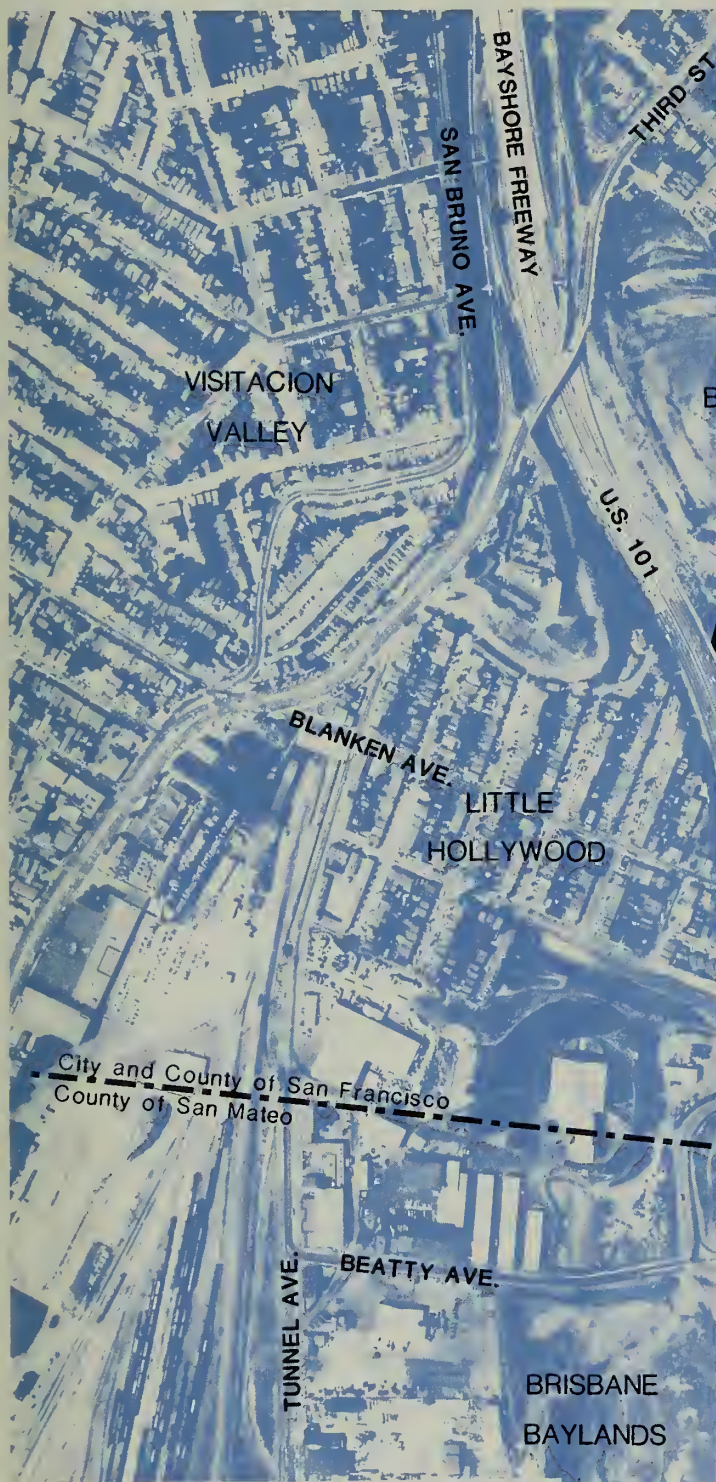 BAYSHORE FREEWAY
THIRD ST.
SAN BRUNO AVE.
VISITACION
VALLEY
B
U.S. 101
BLANKEN AVE.
LITTLE
HOLLYWOOD
City and County of San Francisco
County of San Mateo
TUNNEL AVE.
BEATTY AVE.
BRISBANE
BAYLANDS